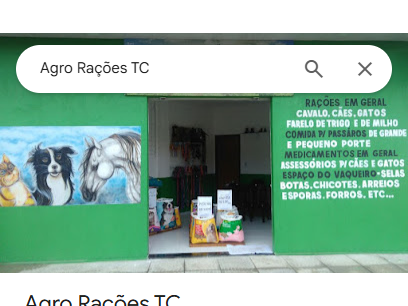 Agro Rações TC
RAÇÕES EM GERAL
CAVALO, CÃES, GATOS
FARELO DE TRIGO E DE MILHO
COMIDA P/ PASSÁROS DE GRANDE
E PEQUENO PORTE
MEDICAMENTOS EM GERAL
ASSESSÓRIOS P/ CÃES E GATOS
ESPAÇO DO VAQUEIRO-SELAS
BOTAS, CHICOTES, ARREIOS
ESPORAS, FORROS, ETC...
Agro Rações TC